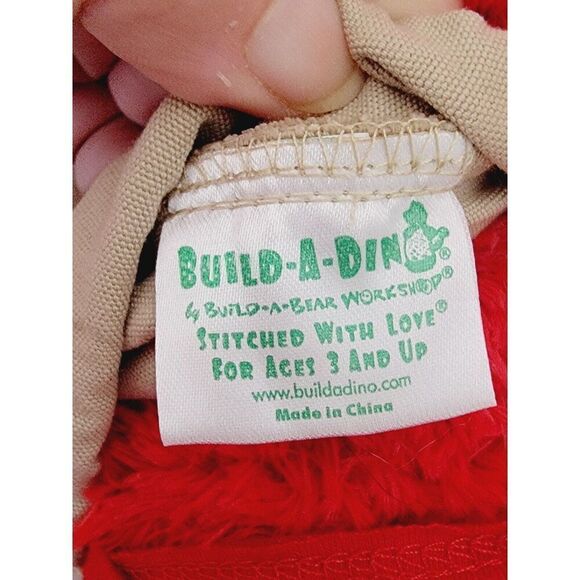 BUILD-A-DINO®
by BUILD-A-BEAR WORKSHOP®
STITCHED WITH LOVE®
FOR AGES 3 AND UP
www.buildadino.com
Made in China